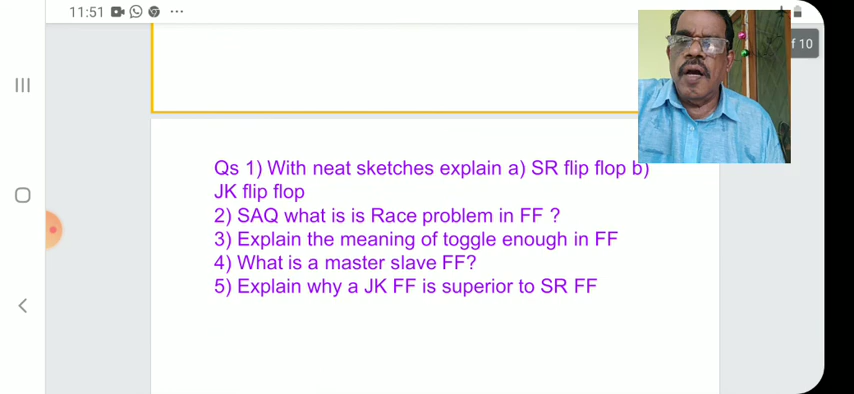 11:51 ...
f 10
Qs 1) With neat sketches explain a) SR flip flop b)
JK flip flop
2) SAQ what is is Race problem in FF ?
3) Explain the meaning of toggle enough in FF
4) What is a master slave FF?
5) Explain why a JK FF is superior to SR FF